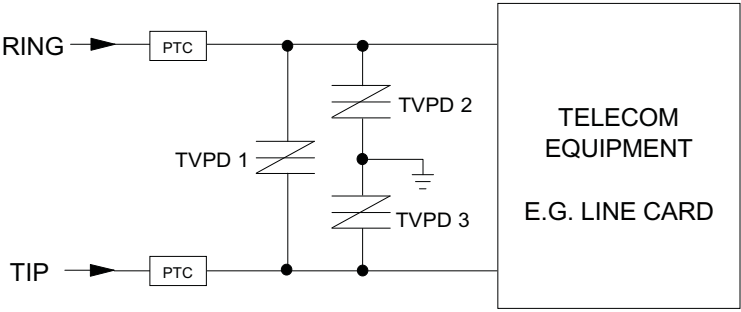 RING
PTC
TVPD 1
TVPD 2
TVPD 3
TIP
PTC
TELECOM
EQUIPMENT
E.G. LINE CARD